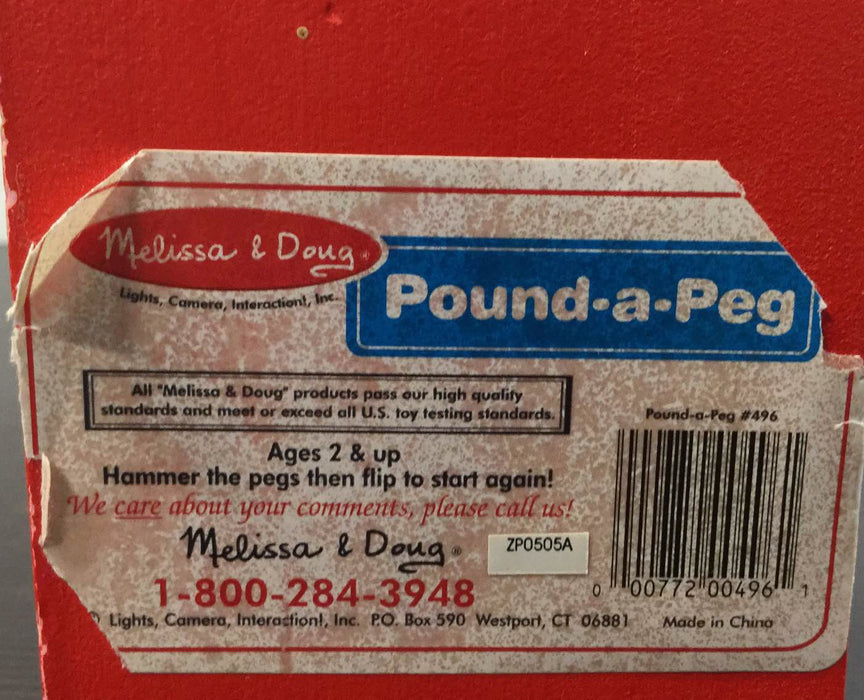 Melissa & Doug®
Lights, Camera, Interaction!, Inc.
Pound-a-Peg
All "Melissa & Doug" products pass our high quality
standards and meet or exceed all U.S. toy testing standards.
Pound-a-Peg #496
Ages 2 & up
Hammer the pegs then flip to start again!
We care about your comments, please call us!
Melissa & Doug®
ZP0505A
1-800-284-3948
0 00772 00496 1
© Lights, Camera, Interaction!, Inc. P.O. Box 590 Westport, CT 06881 Made in China